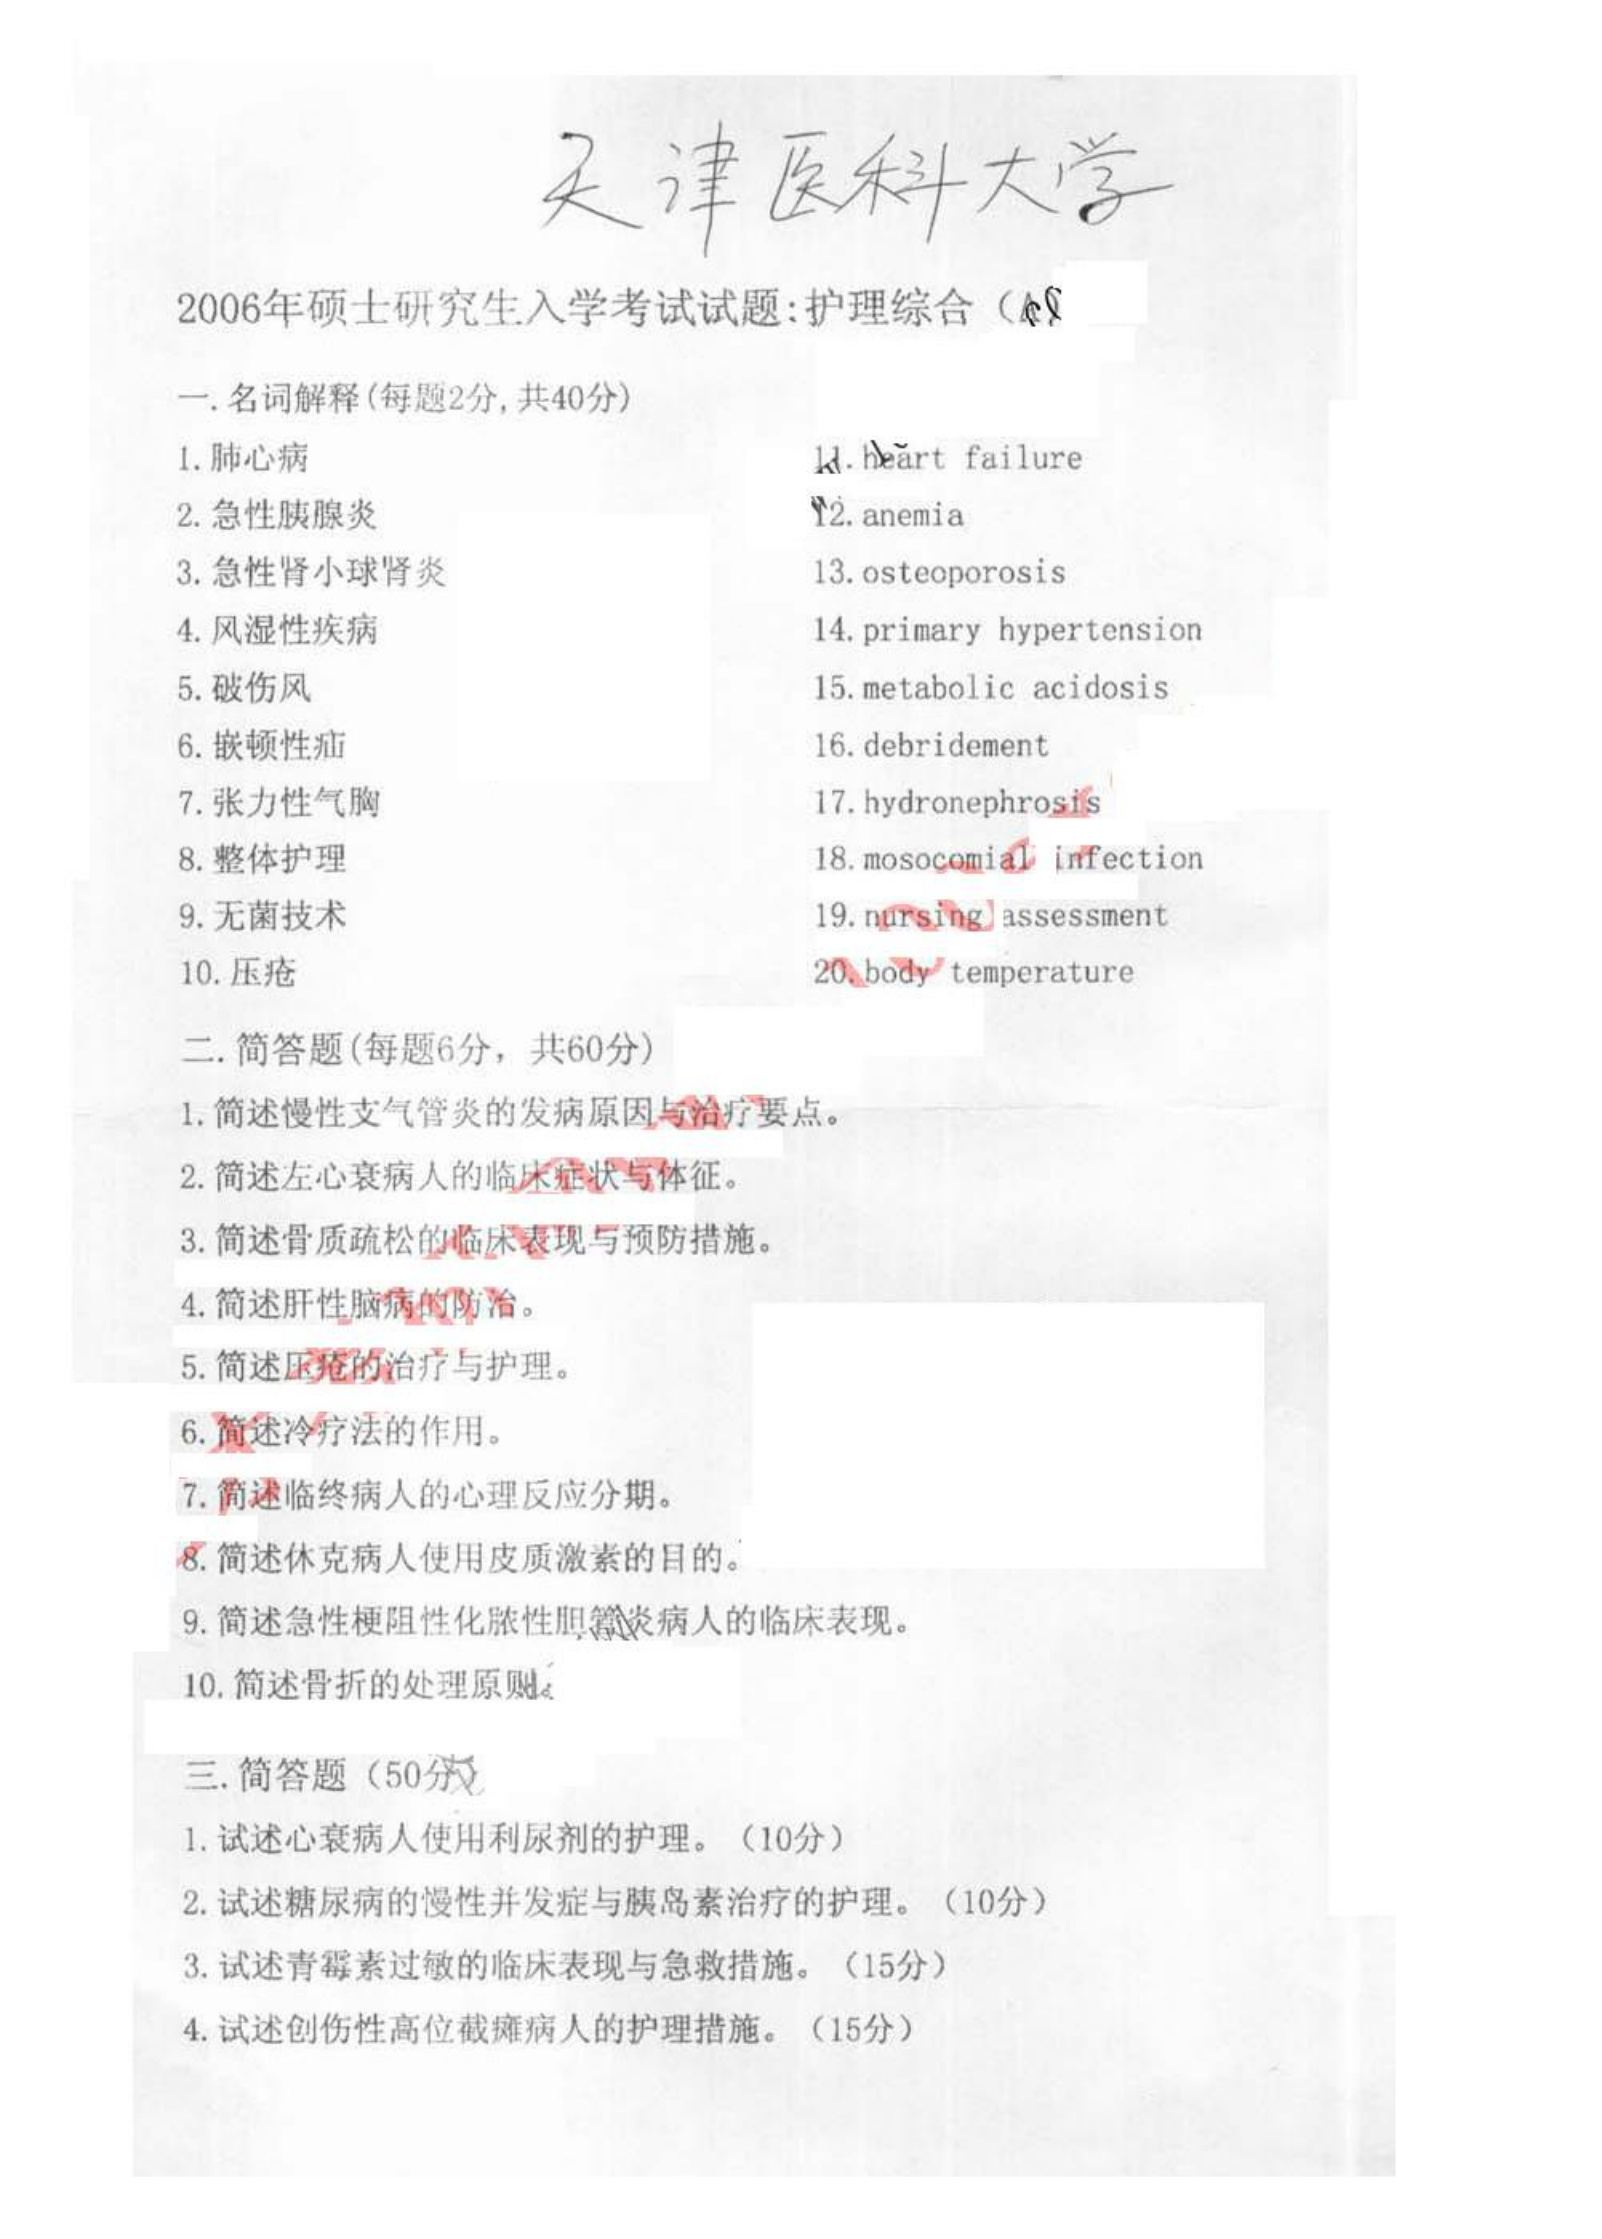 天津医科大学
2006年硕士研究生入学考试试题:护理综合（
一.名词解释(每题2分,共40分)
1.肺心病
2.急性胰腺炎
3.急性肾小球肾炎
4.风湿性疾病
5.破伤风
6.嵌顿性疝
7.张力性气胸
8.整体护理
9.无菌技术
10.压疮
11.heart failure
12.anemia
13.osteoporosis
14.primary hypertension
15.metabolic acidosis
16.debridement
17.hydronephrosis
18.mosocomial infection
19.nursing assessment
20.body temperature
二.简答题(每题6分，共60分)
1.简述慢性支气管炎的发病原因与治疗要点。
2.简述左心衰病人的临床症状与体征。
3.简述骨质疏松的临床表现与预防措施。
4.简述肝性脑病的防治。
5.简述压疮的治疗与护理。
6.简述冷疗法的作用。
7.简述临终病人的心理反应分期。
8.简述休克病人使用皮质激素的目的。
9.简述急性梗阻性化脓性胆管炎病人的临床表现。
10.简述骨折的处理原则。
三.简答题（50分）
1.试述心衰病人使用利尿剂的护理。（10分）
2.试述糖尿病的慢性并发症与胰岛素治疗的护理。（10分）
3.试述青霉素过敏的临床表现与急救措施。（15分）
4.试述创伤性高位截瘫病人的护理措施。（15分）